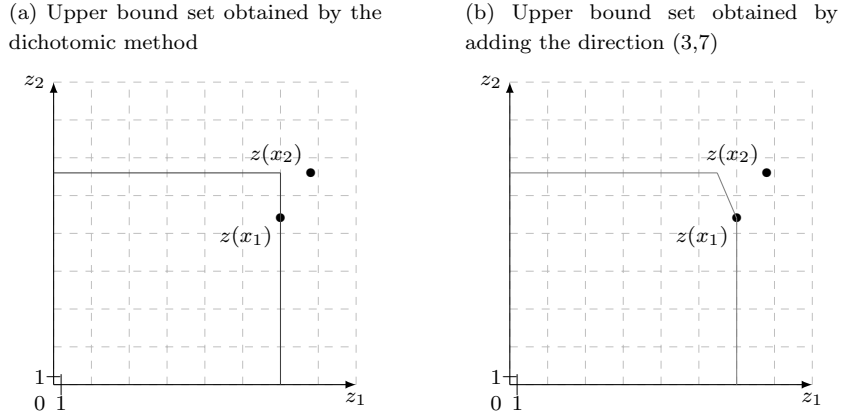 (a) Upper bound set obtained by the
dichotomic method
z₂
z(x₂)
z(x₁)
1
0 1
z₁
(b) Upper bound set obtained by
adding the direction (3,7)
z₂
z(x₂)
z(x₁)
1
0 1
z₁